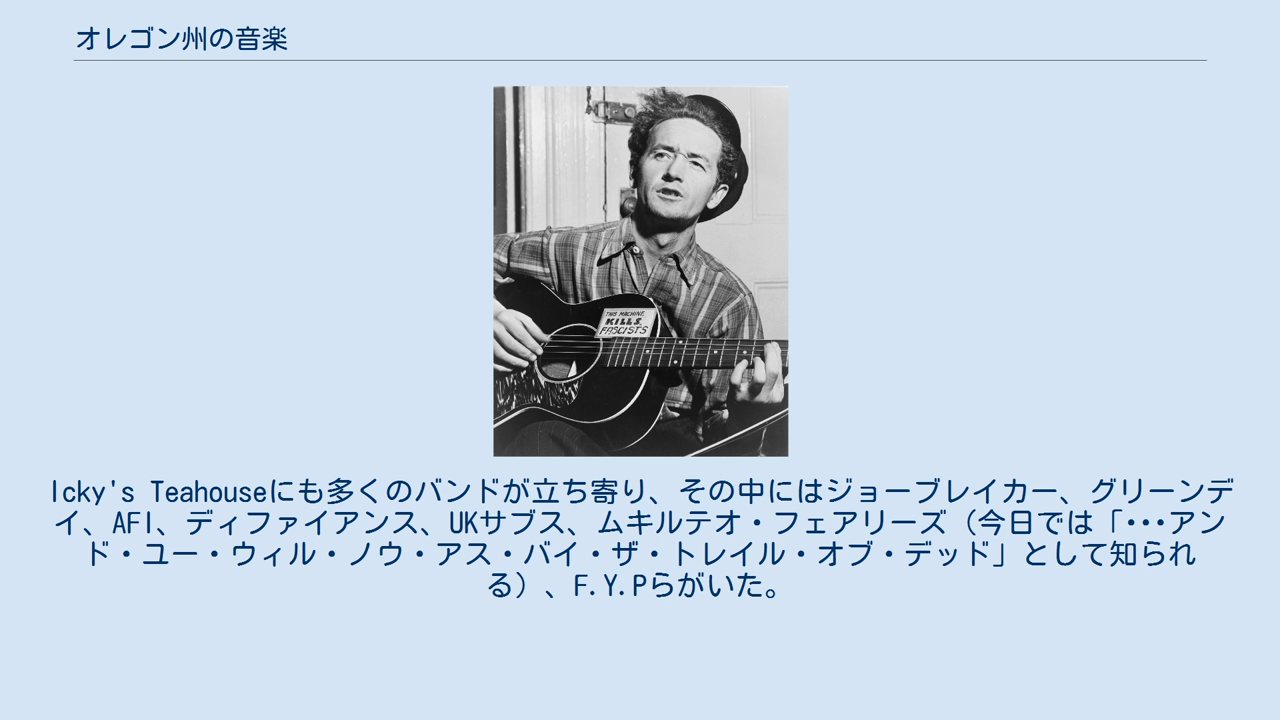 オレゴン州の音楽
THIS MACHINE
KILLS
FASCISTS
Icky's Teahouseにも多くのバンドが立ち寄り、その中にはジョーブレイカー、グリーンデ
イ、AFI、ディファイアンス、UKサブス、ムキルテオ・フェアリーズ（今日では「･･･アン
ド・ユー・ウィル・ノウ・アス・バイ・ザ・トレイル・オブ・デッド」として知られ
る）、F.Y.Pらがいた。